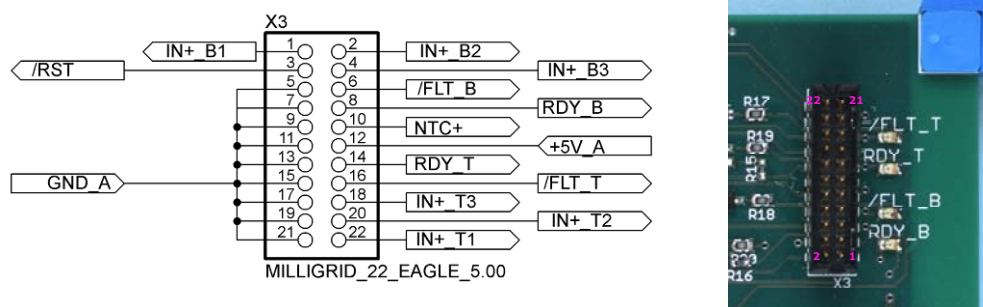 X3
IN+_B1
1
2
IN+_B2
/RST
3
4
IN+_B3
5
6
/FLT_B
7
8
RDY_B
9
10
NTC+
11
12
+5V_A
13
14
RDY_T
GND_A
15
16
/FLT_T
17
18
IN+_T3
19
20
IN+_T2
21
22
IN+_T1
MILLIGRID_22_EAGLE_5.00
22
21
R17
/FLT_T
R19
RDY_T
R15
R18
/FLT_B
RDY_B
2
1
R20
R16
X3